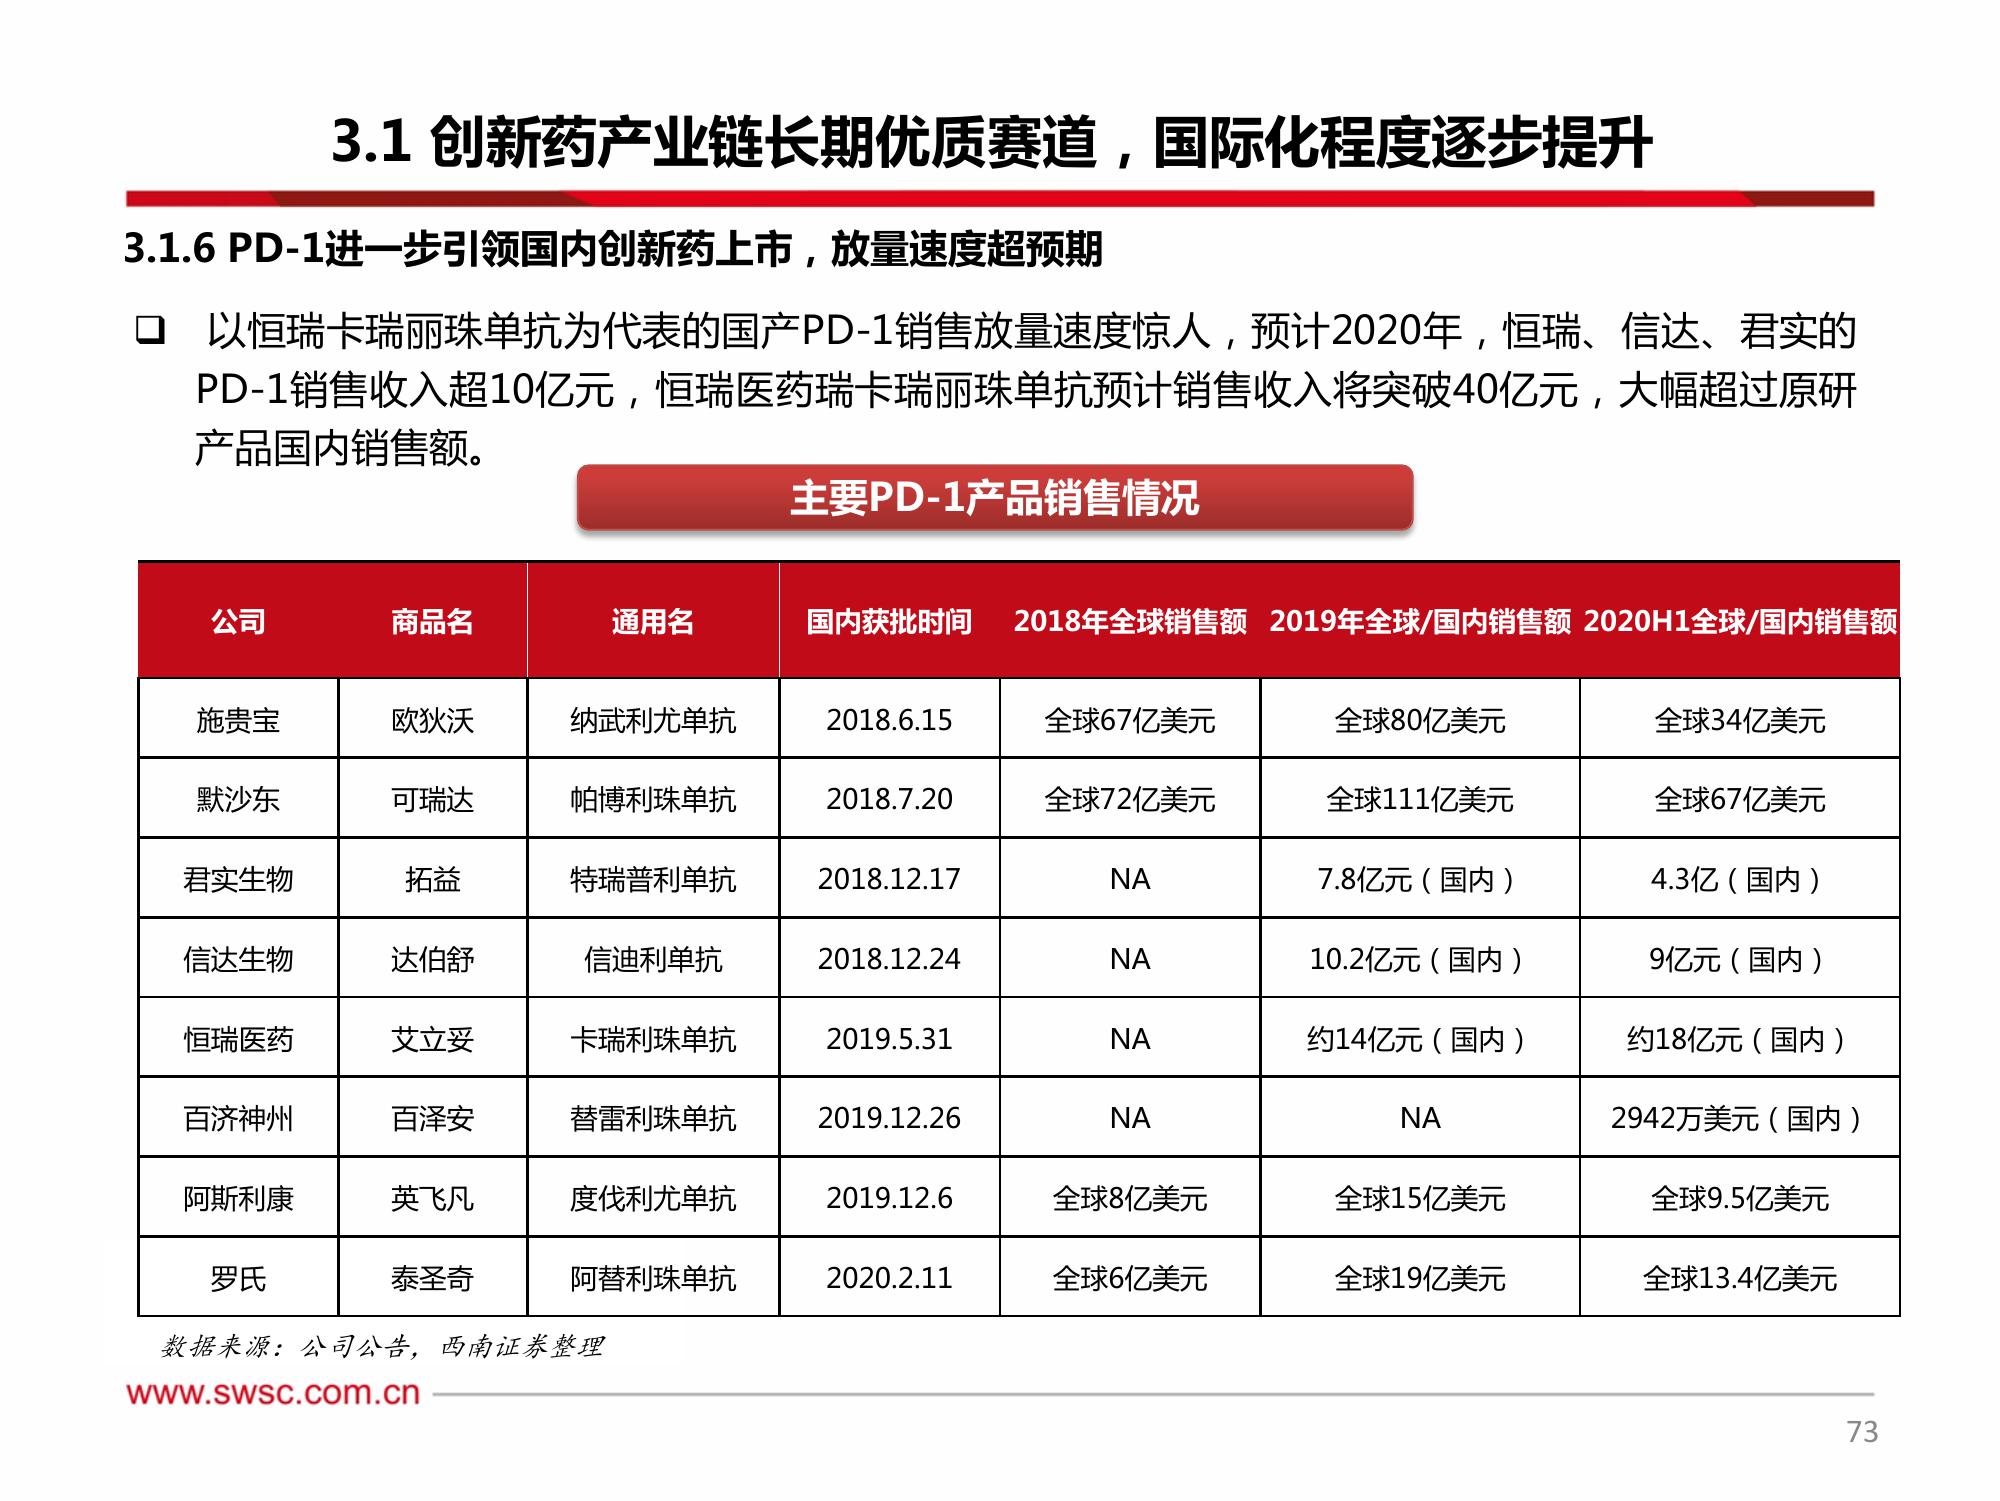 3.1 创新药产业链长期优质赛道，国际化程度逐步提升
3.1.6 PD-1进一步引领国内创新药上市，放量速度超预期
❑ 以恒瑞卡瑞丽珠单抗为代表的国产PD-1销售放量速度惊人，预计2020年，恒瑞、信达、君实的
PD-1销售收入超10亿元，恒瑞医药瑞卡瑞丽珠单抗预计销售收入将突破40亿元，大幅超过原研
产品国内销售额。
主要PD-1产品销售情况
公司 商品名 通用名 国内获批时间 2018年全球销售额 2019年全球/国内销售额 2020H1全球/国内销售额
施贵宝 欧狄沃 纳武利尤单抗 2018.6.15 全球67亿美元 全球80亿美元 全球34亿美元
默沙东 可瑞达 帕博利珠单抗 2018.7.20 全球72亿美元 全球111亿美元 全球67亿美元
君实生物 拓益 特瑞普利单抗 2018.12.17 NA 7.8亿元（国内） 4.3亿（国内）
信达生物 达伯舒 信迪利单抗 2018.12.24 NA 10.2亿元（国内） 9亿元（国内）
恒瑞医药 艾立妥 卡瑞利珠单抗 2019.5.31 NA 约14亿元（国内） 约18亿元（国内）
百济神州 百泽安 替雷利珠单抗 2019.12.26 NA NA 2942万美元（国内）
阿斯利康 英飞凡 度伐利尤单抗 2019.12.6 全球8亿美元 全球15亿美元 全球9.5亿美元
罗氏 泰圣奇 阿替利珠单抗 2020.2.11 全球6亿美元 全球19亿美元 全球13.4亿美元
数据来源：公司公告，西南证券整理
www.swsc.com.cn
73